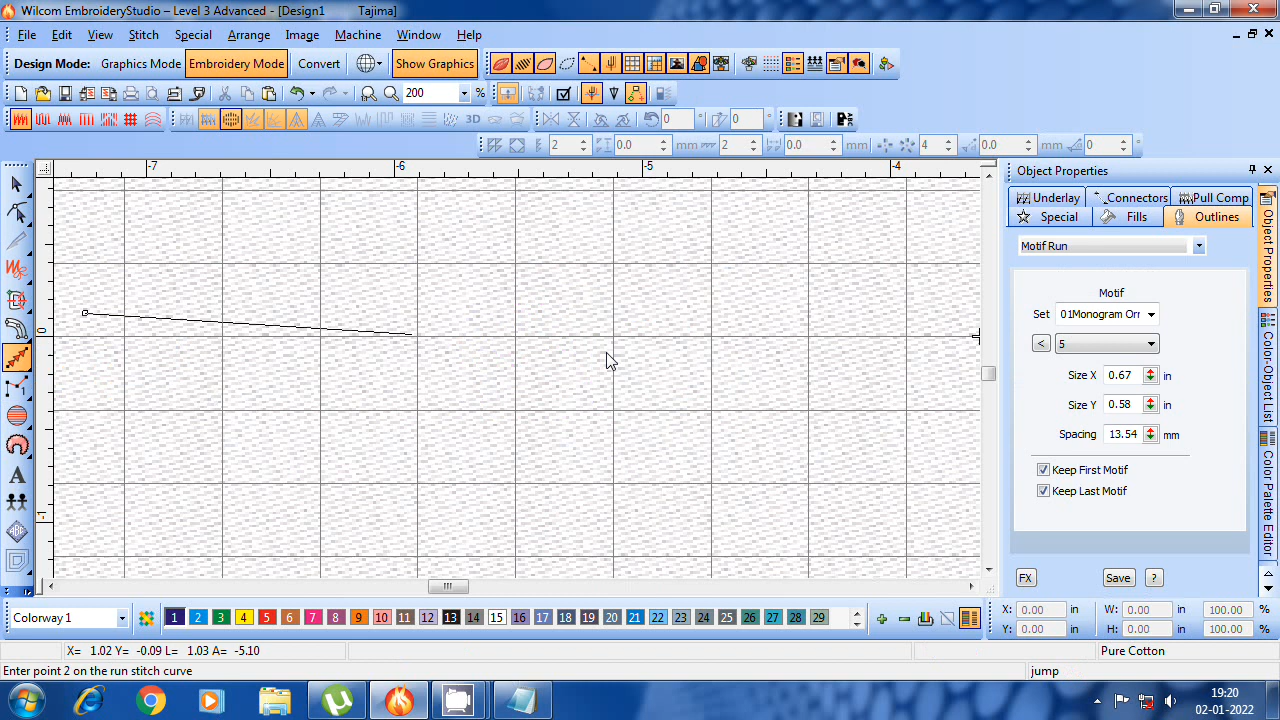 Wilcom EmbroideryStudio – Level 3 Advanced - [Design1 Tajima]
File Edit View Stitch Special Arrange Image Machine Window Help
Design Mode: Graphics Mode Embroidery Mode Convert Show Graphics
200 %
3D 0 ° 0 °
2 0.0 mm 2 0.0 mm 4 0.0 0 °
-7 -6 -5 -4
0
-1
Object Properties
Underlay Connectors Pull Comp
Special Fills Outlines
Motif Run
Motif
Set 01Monogram Orr
< 5
Size X 0.67 in
Size Y 0.58 in
Spacing 13.54 mm
Keep First Motif
Keep Last Motif
FX Save ?
Object Properties
Color-Object List
Color Palette Editor
A
ABC
Colorway 1 1 2 3 4 5 6 7 8 9 10 11 12 13 14 15 16 17 18 19 20 21 22 23 24 25 26 27 28 29
X: 0.00 in W: 0.00 in 100.00 %
Y: 0.00 in H: 0.00 in 100.00 %
X= 1.02 Y= -0.09 L= 1.03 A= -5.10 Pure Cotton
Enter point 2 on the run stitch curve jump
19:20
02-01-2022